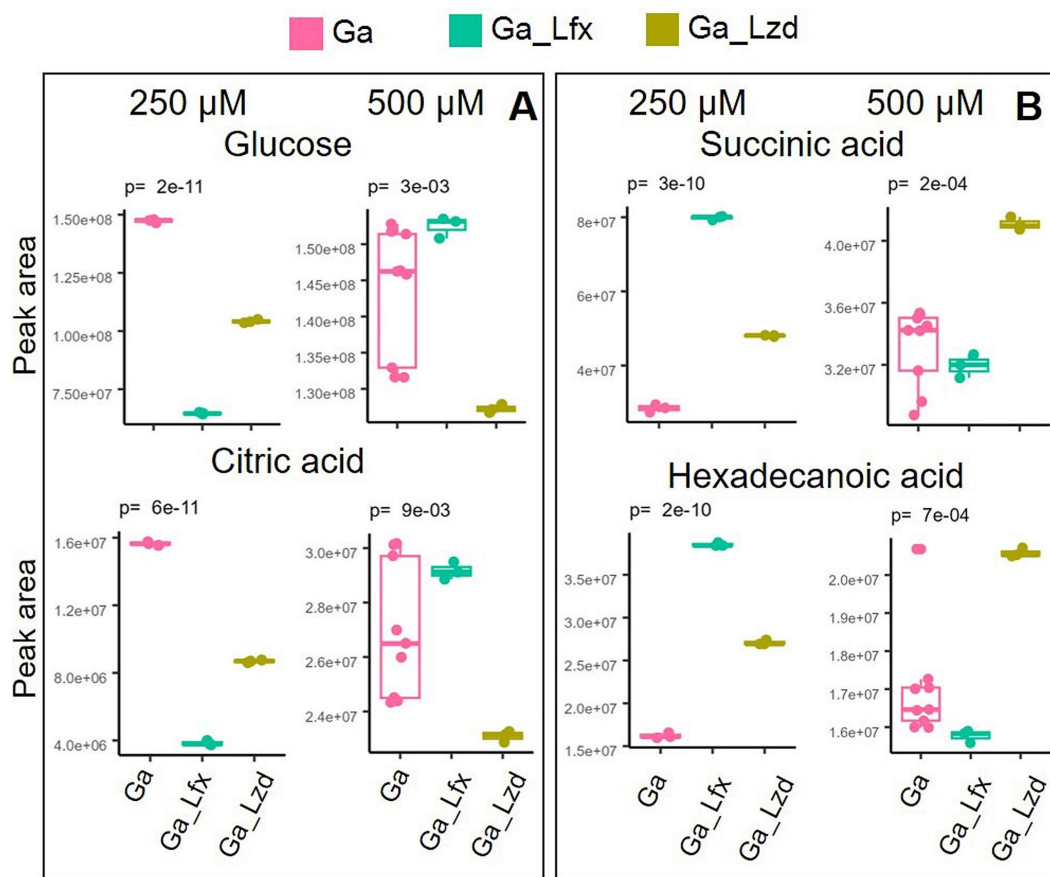 Ga Ga_Lfx Ga_Lzd
250 µM 500 µM A
Glucose
p= 2e-11 p= 3e-03
Peak area
1.50e+08
1.25e+08
1.00e+08
7.50e+07
1.50e+08
1.45e+08
1.40e+08
1.35e+08
1.30e+08
Citric acid
p= 6e-11 p= 9e-03
Peak area
1.6e+07
1.2e+07
8.0e+06
4.0e+06
3.0e+07
2.8e+07
2.6e+07
2.4e+07
Ga Ga_Lfx Ga_Lzd Ga Ga_Lfx Ga_Lzd
250 µM 500 µM B
Succinic acid
p= 3e-10 p= 2e-04
8e+07
6e+07
4e+07
4.0e+07
3.6e+07
3.2e+07
Hexadecanoic acid
p= 2e-10 p= 7e-04
3.5e+07
3.0e+07
2.5e+07
2.0e+07
1.5e+07
2.0e+07
1.9e+07
1.8e+07
1.7e+07
1.6e+07
Ga Ga_Lfx Ga_Lzd Ga Ga_Lfx Ga_Lzd